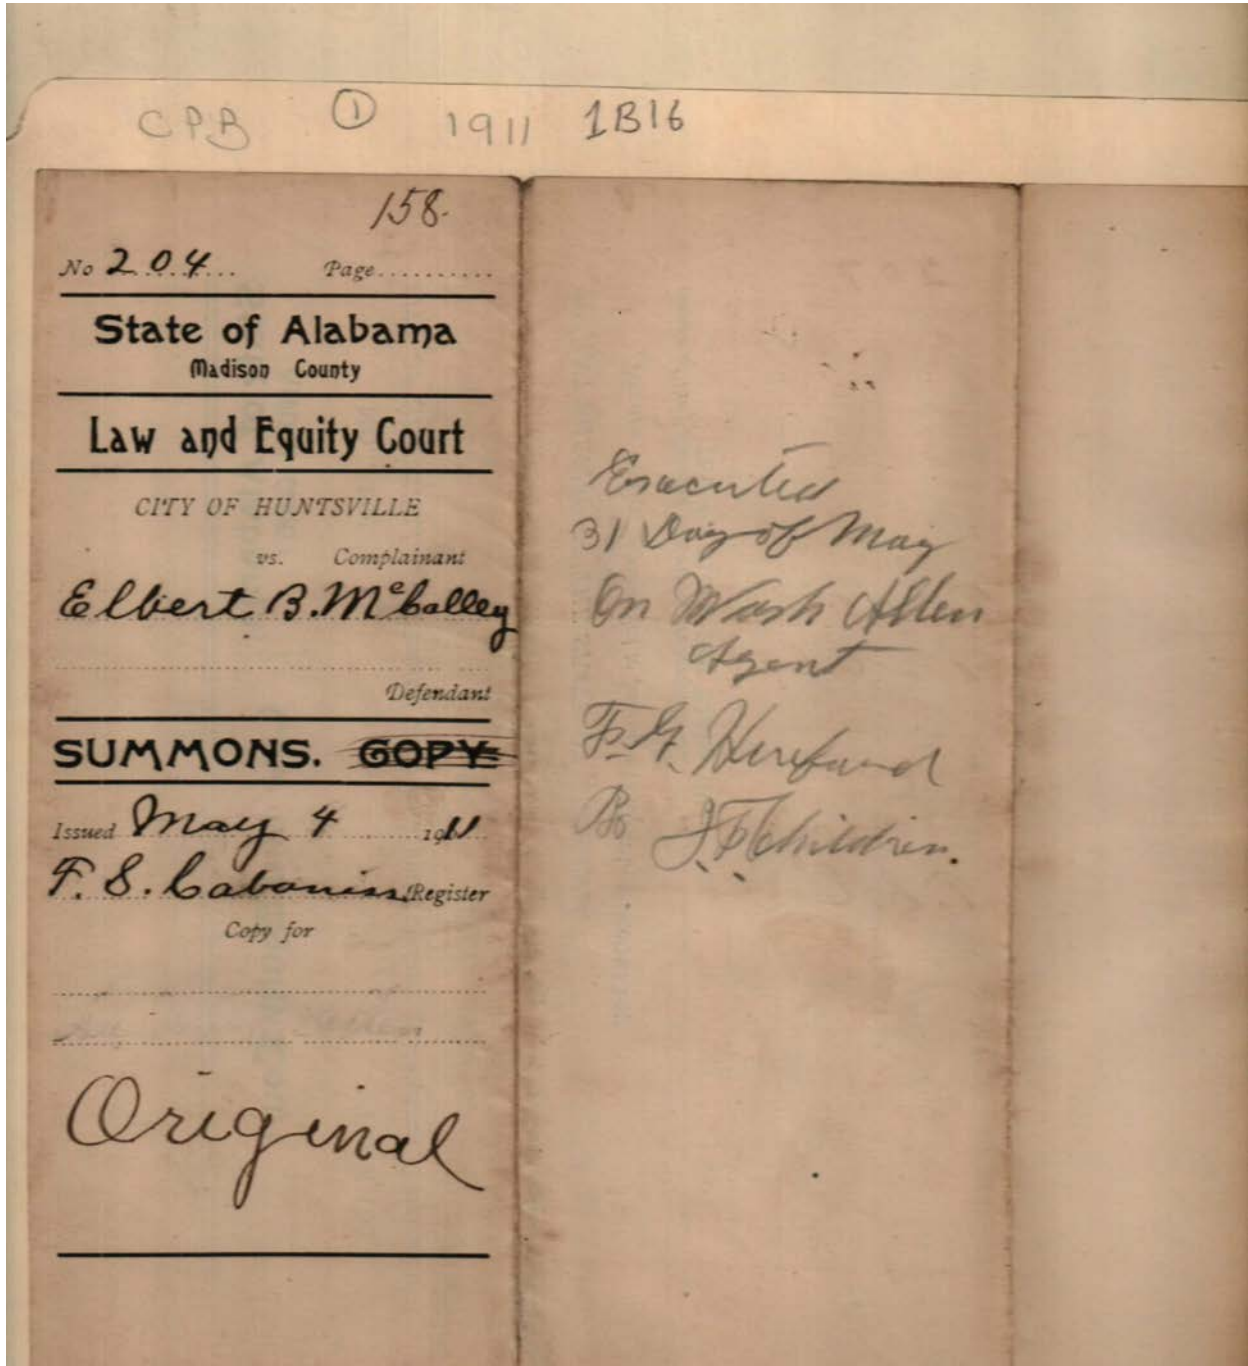 CPB ① 1911 1B16
158.
No 204 Page
State of Alabama
Madison County
Law and Equity Court
CITY OF HUNTSVILLE
vs. Complainant
Elbert B. McCalley
Defendant
SUMMONS. COPY
Issued May 4 1911
F. S. Cabaniss Register
Copy for
Original
Executed
31 Day of May
On Wash Allen
Agent
F. G. Hereford
By